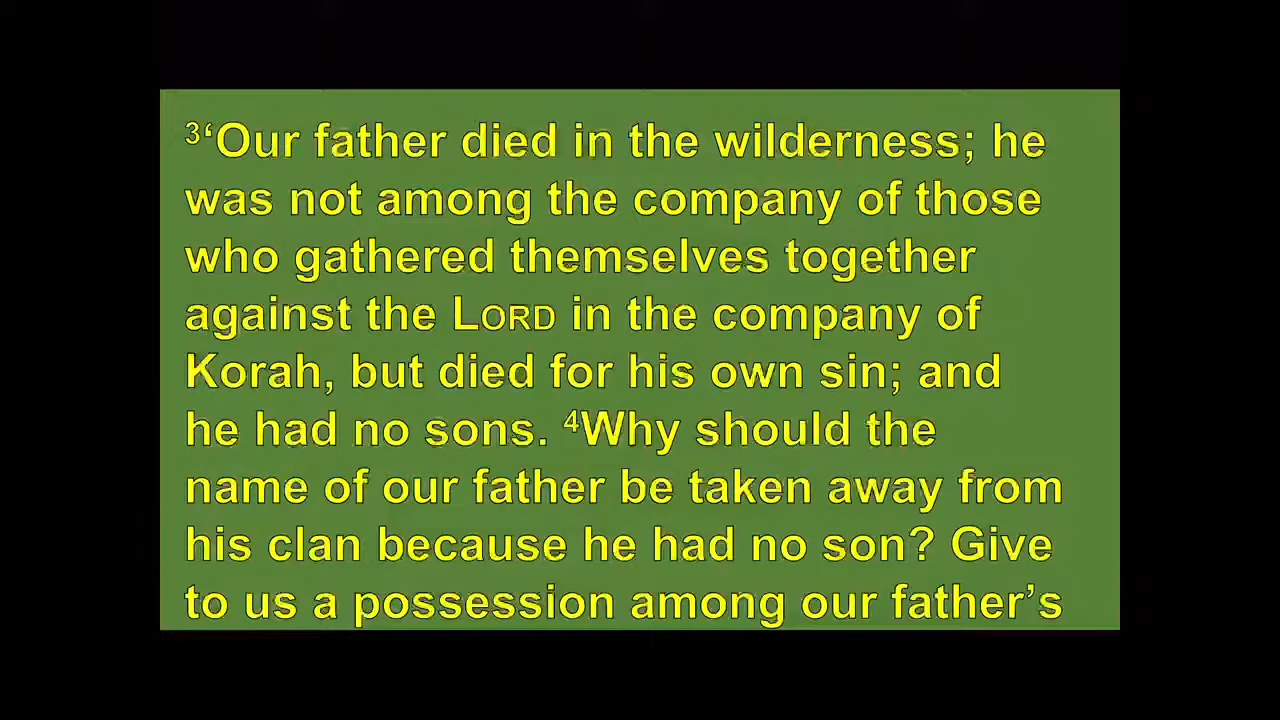 ³‘Our father died in the wilderness; he
was not among the company of those
who gathered themselves together
against the LORD in the company of
Korah, but died for his own sin; and
he had no sons. ⁴Why should the
name of our father be taken away from
his clan because he had no son? Give
to us a possession among our father’s